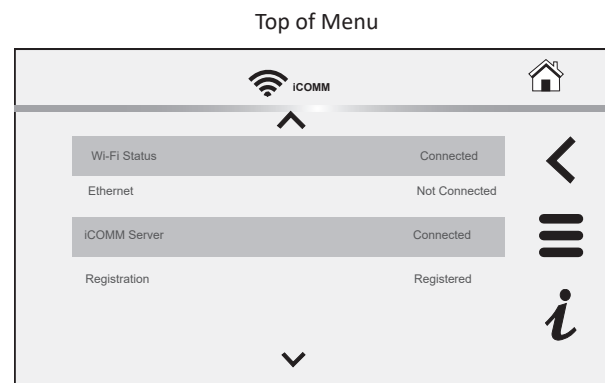 Top of Menu
iCOMM
Wi-Fi Status Connected
Ethernet Not Connected
iCOMM Server Connected
Registration Registered
i